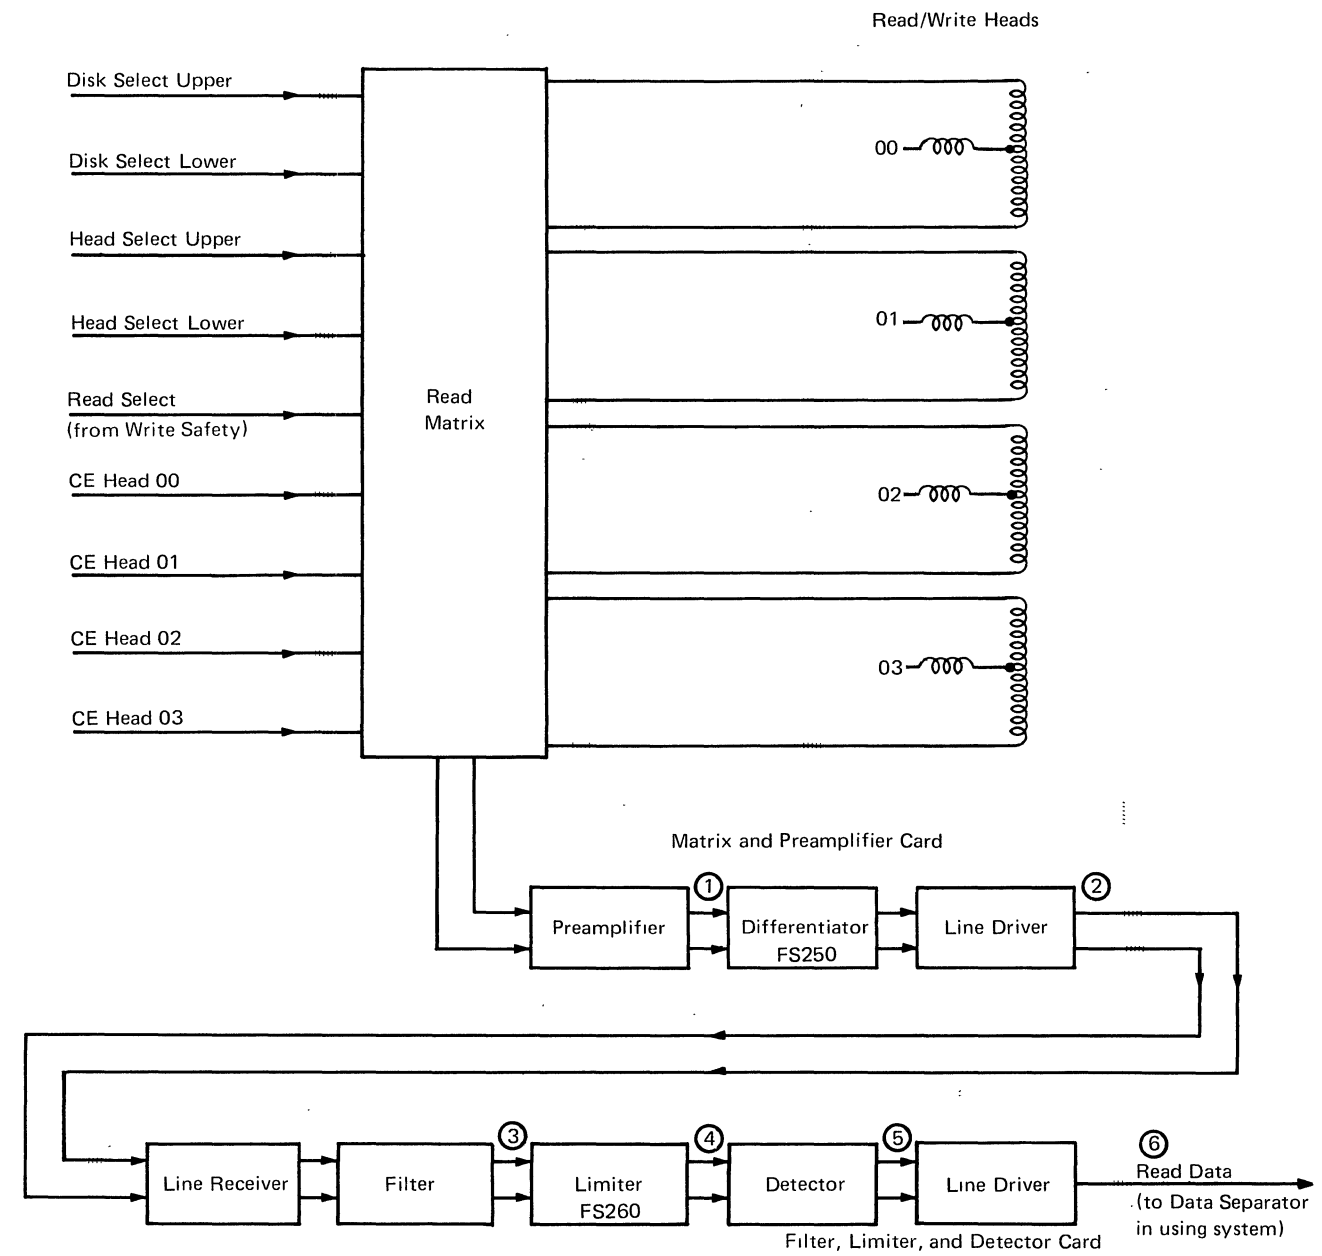 Read/Write Heads
Disk Select Upper
Disk Select Lower
Head Select Upper
Head Select Lower
Read Select
(from Write Safety)
CE Head 00
CE Head 01
CE Head 02
CE Head 03
Read
Matrix
00
01
02
03
Matrix and Preamplifier Card
1
2
Preamplifier
Differentiator
FS250
Line Driver
3
4
5
6
Line Receiver
Filter
Limiter
FS260
Detector
Line Driver
Read Data
(to Data Separator
in using system)
Filter, Limiter, and Detector Card